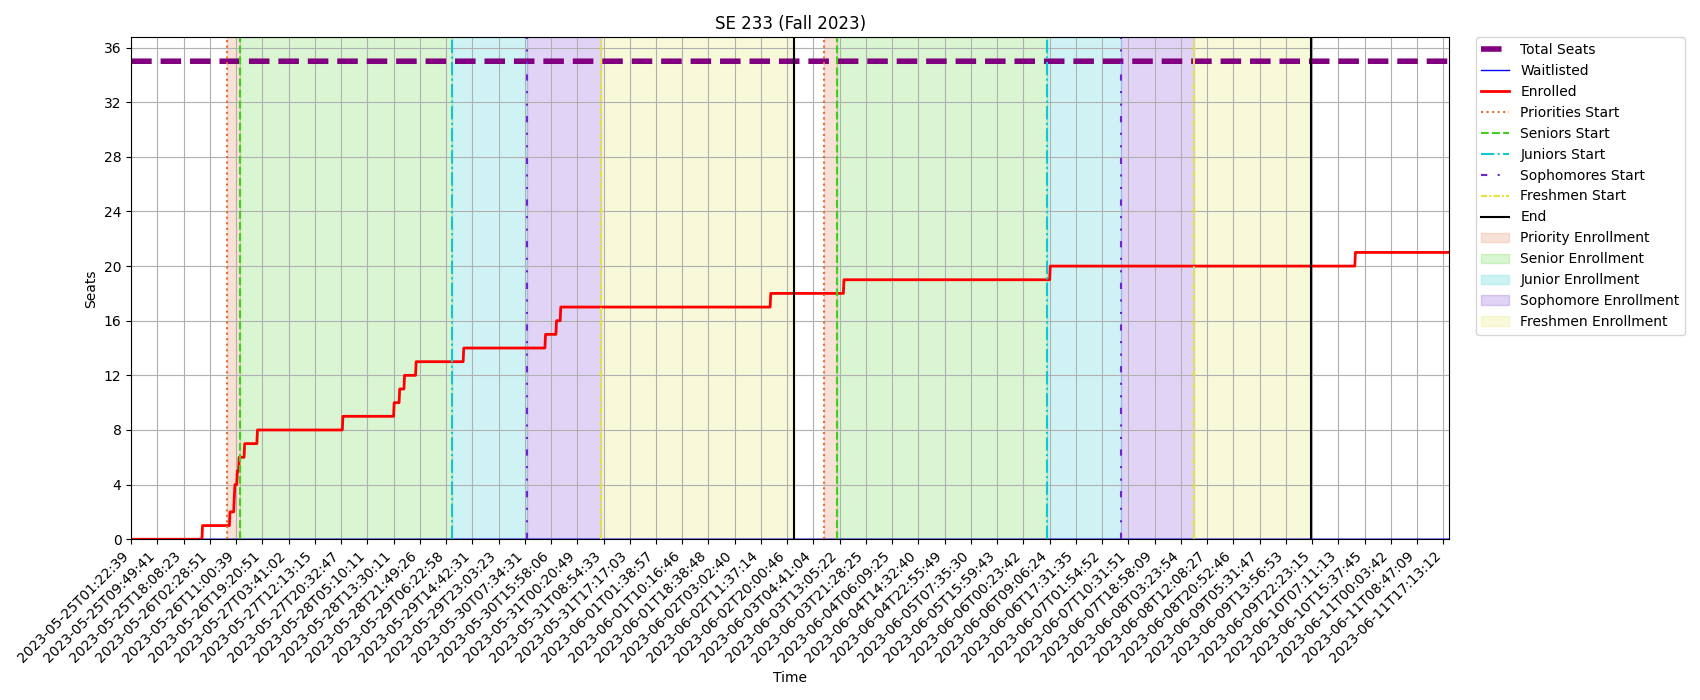 SE 233 (Fall 2023)
Seats
36
32
28
24
20
16
12
8
4
0
2023-05-25T01:22:39
2023-05-25T09:49:41
2023-05-25T18:08:23
2023-05-26T02:28:51
2023-05-26T11:00:39
2023-05-26T19:20:51
2023-05-27T03:41:02
2023-05-27T12:13:15
2023-05-27T20:32:47
2023-05-28T05:10:11
2023-05-28T13:30:11
2023-05-28T21:49:26
2023-05-29T06:22:58
2023-05-29T14:42:31
2023-05-29T23:03:23
2023-05-30T07:34:31
2023-05-30T15:58:06
2023-05-31T00:20:49
2023-05-31T08:54:33
2023-05-31T17:17:03
2023-06-01T01:38:57
2023-06-01T10:16:46
2023-06-01T18:38:48
2023-06-02T03:02:40
2023-06-02T11:37:14
2023-06-02T20:00:46
2023-06-03T04:41:04
2023-06-03T13:05:22
2023-06-03T21:28:25
2023-06-04T06:09:25
2023-06-04T14:32:40
2023-06-04T22:55:49
2023-06-05T07:35:30
2023-06-05T15:59:43
2023-06-06T00:23:42
2023-06-06T09:06:24
2023-06-06T17:31:35
2023-06-07T01:54:52
2023-06-07T10:31:51
2023-06-07T18:58:09
2023-06-08T03:23:54
2023-06-08T12:08:27
2023-06-08T20:52:46
2023-06-09T05:31:47
2023-06-09T13:56:53
2023-06-09T22:23:15
2023-06-10T07:11:13
2023-06-10T15:37:45
2023-06-11T00:03:42
2023-06-11T08:47:09
2023-06-11T17:13:12
Time
Total Seats
Waitlisted
Enrolled
Priorities Start
Seniors Start
Juniors Start
Sophomores Start
Freshmen Start
End
Priority Enrollment
Senior Enrollment
Junior Enrollment
Sophomore Enrollment
Freshmen Enrollment